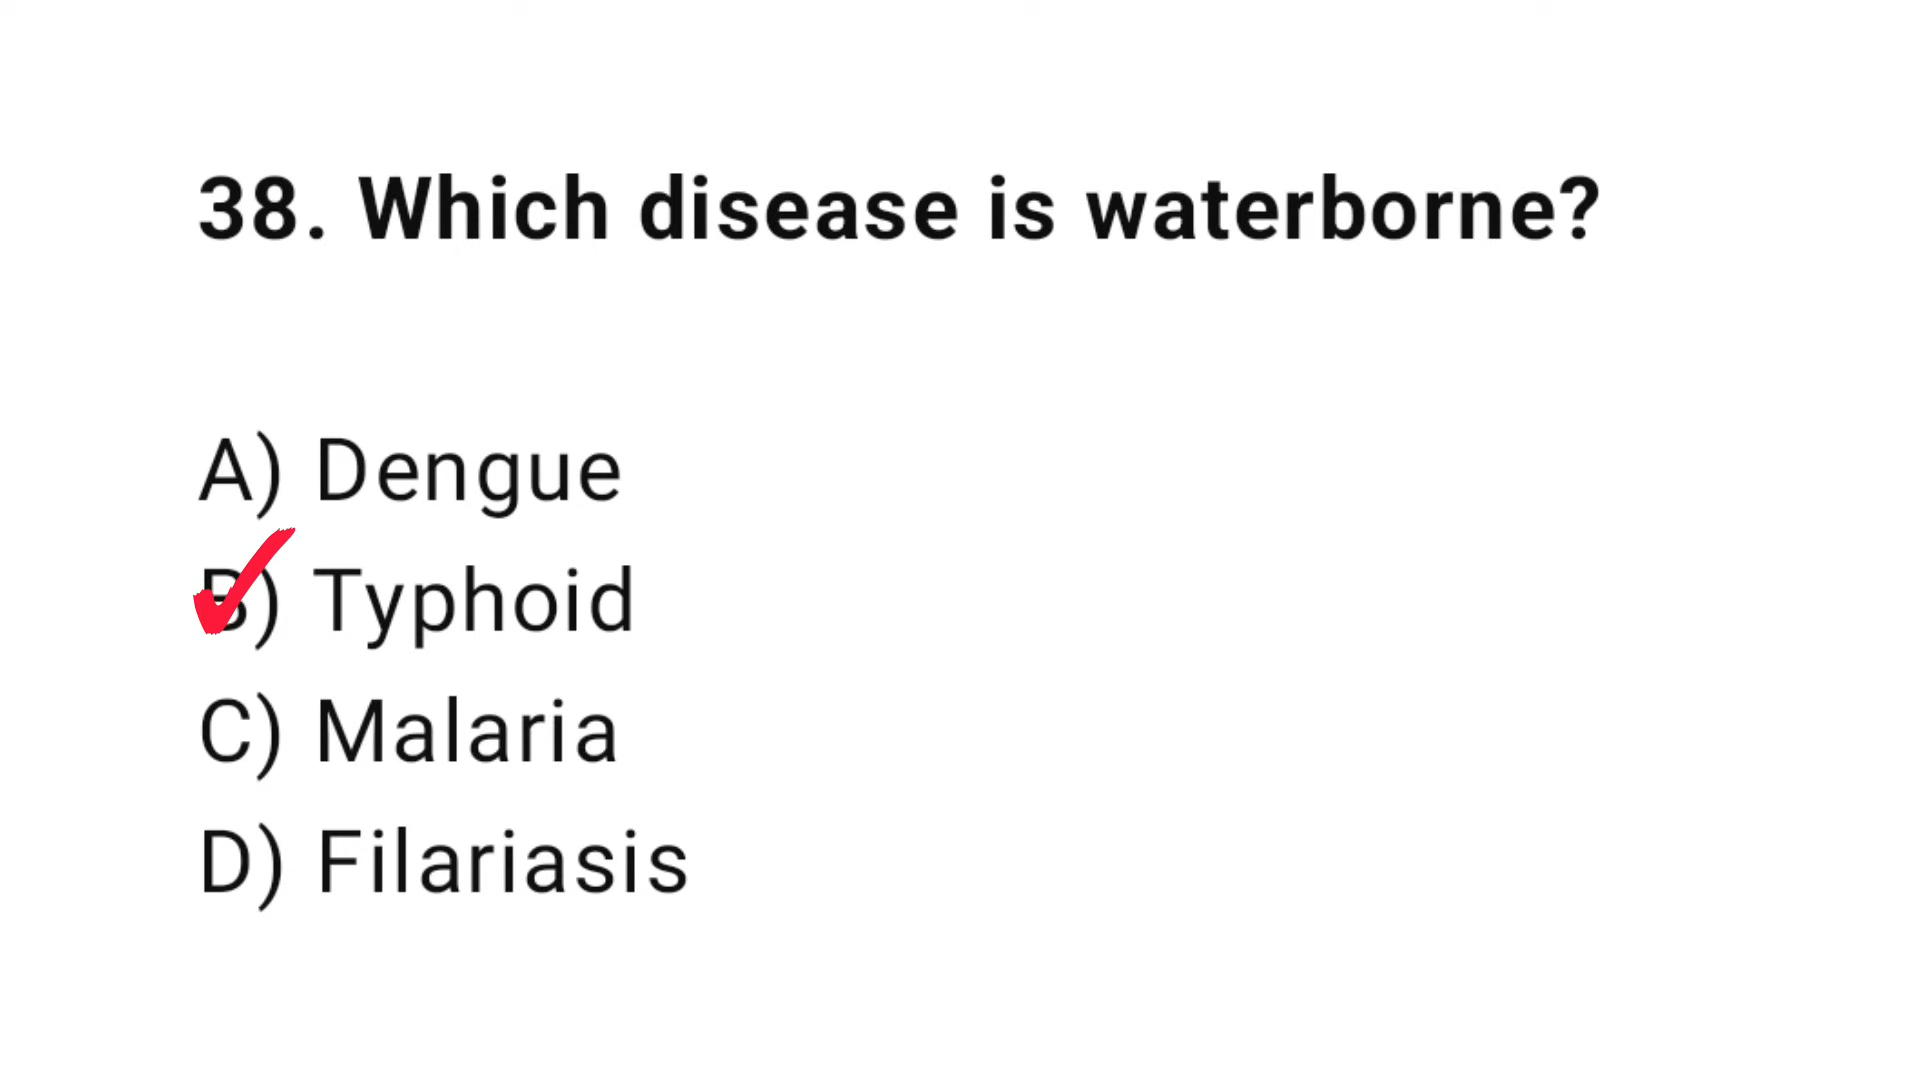 38. Which disease is waterborne?
A) Dengue
B) Typhoid
C) Malaria
D) Filariasis